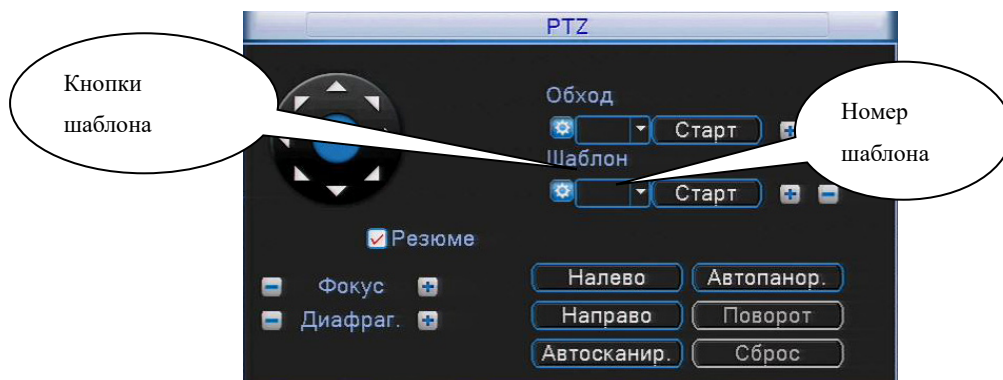 PTZ
Кнопки
шаблона
Обход
Старт
Номер
шаблона
Шаблон
Старт
Резюме
Фокус
Диафраг.
Налево
Автопанор.
Направо
Поворот
Автосканир.
Сброс